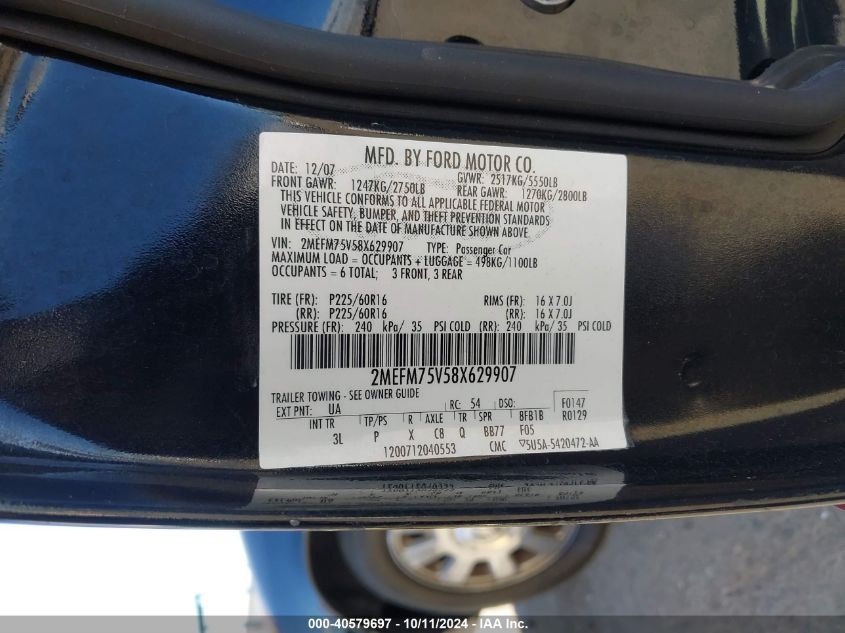 MFD. BY FORD MOTOR CO.
DATE: 12/07 GVWR: 2517KG/5550LB
FRONT GAWR: 1247KG/2750LB REAR GAWR: 1270KG/2800LB
THIS VEHICLE CONFORMS TO ALL APPLICABLE FEDERAL MOTOR
VEHICLE SAFETY, BUMPER, AND THEFT PREVENTION STANDARDS
IN EFFECT ON THE DATE OF MANUFACTURE SHOWN ABOVE.
VIN: 2MEFM75V58X629907 TYPE: Passenger Car
MAXIMUM LOAD = OCCUPANTS + LUGGAGE = 498KG/1100LB
OCCUPANTS = 6 TOTAL; 3 FRONT, 3 REAR
TIRE (FR): P225/60R16 RIMS (FR): 16 X 7.0J
(RR): P225/60R16 (RR): 16 X 7.0J
PRESSURE (FR): 240 kPa/ 35 PSI COLD (RR): 240 kPa/ 35 PSI COLD
2MEFM75V58X629907
TRAILER TOWING - SEE OWNER GUIDE
EXT PNT: UA RC: 54 DSO: F0147
INT TR TP/PS R AXLE TR SPR BFB1B R0129
3L P X C8 Q BB77 F05
1200712040553 CMC ▽5U5A-5420472-AA
000-40579697 - 10/11/2024 - IAA Inc.